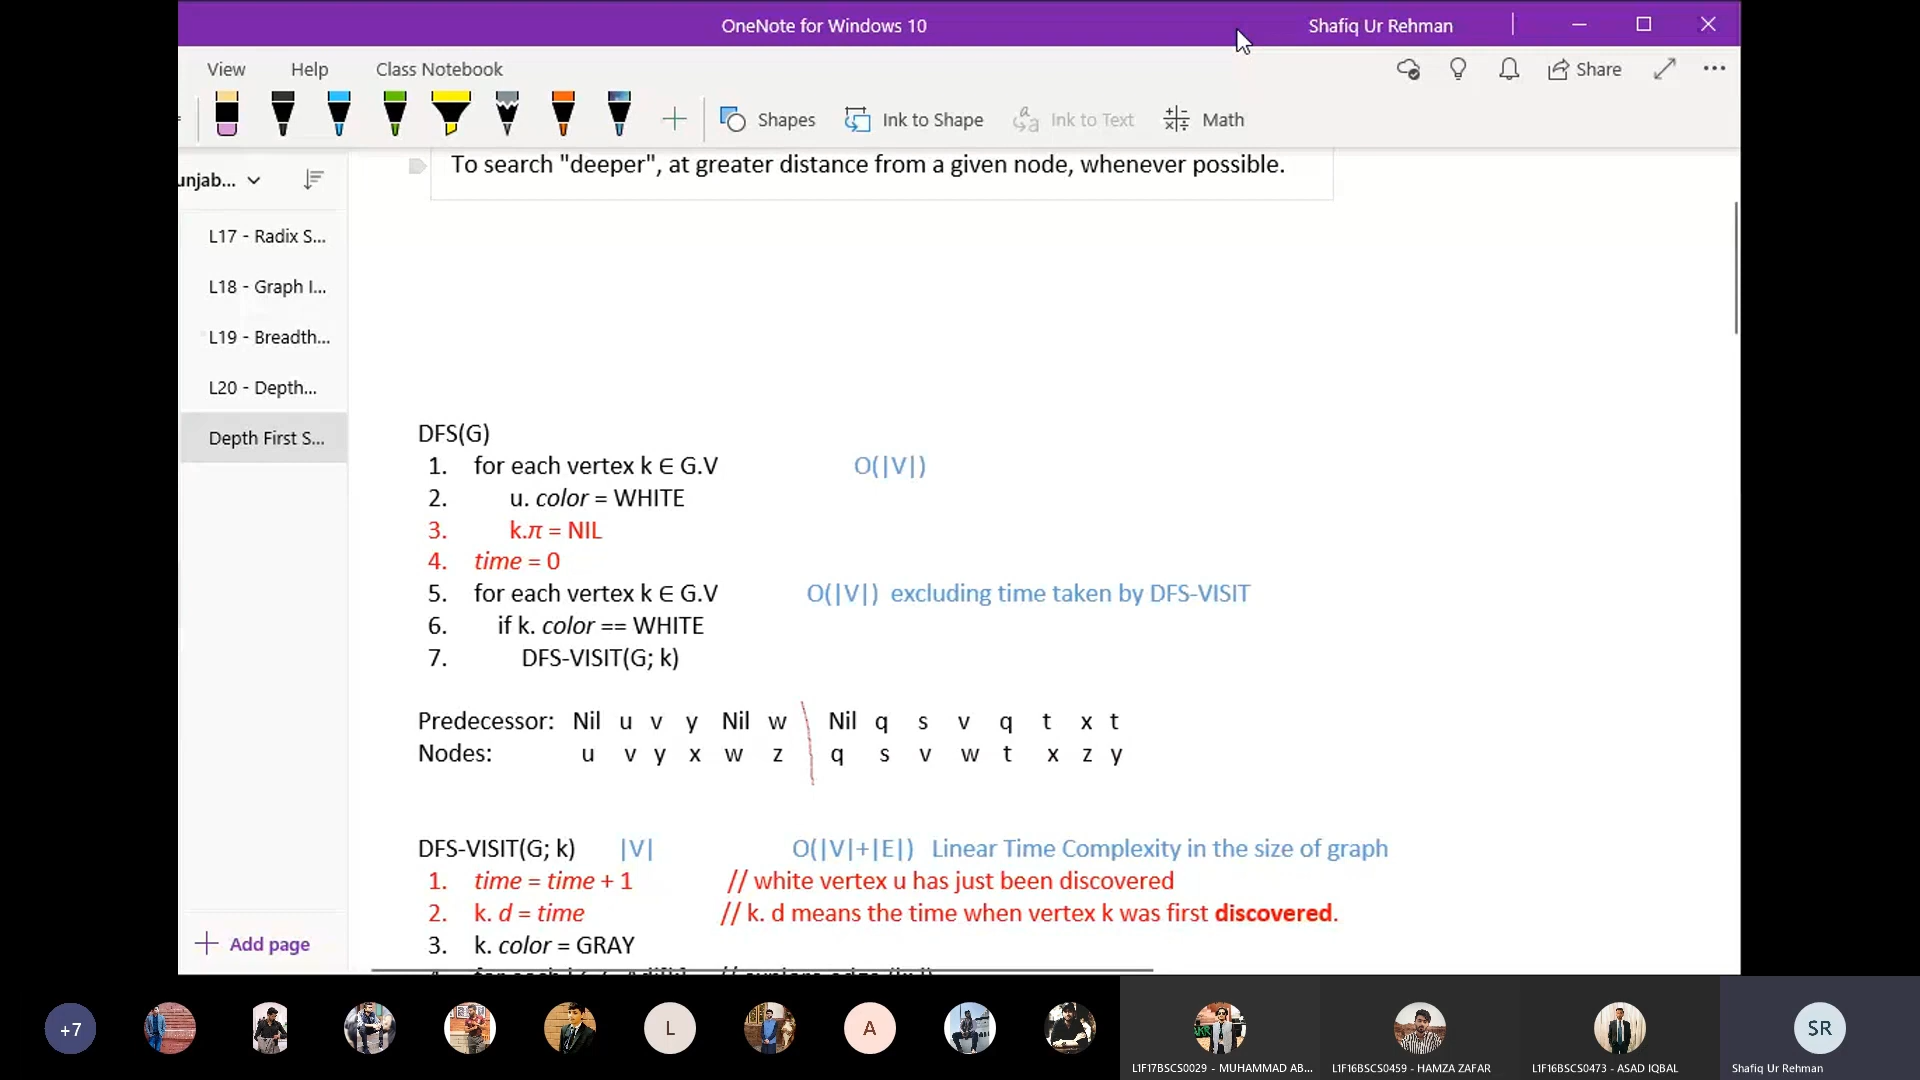 OneNote for Windows 10
Shafiq Ur Rehman
View Help Class Notebook
Share
Shapes Ink to Shape Ink to Text Math
unjab...
L17 - Radix S...
L18 - Graph I...
L19 - Breadth...
L20 - Depth...
Depth First S...
Add page
To search "deeper", at greater distance from a given node, whenever possible.
DFS(G)
1. for each vertex k ∈ G.V O(|V|)
2. u. color = WHITE
3. k.π = NIL
4. time = 0
5. for each vertex k ∈ G.V O(|V|) excluding time taken by DFS-VISIT
6. if k. color == WHITE
7. DFS-VISIT(G; k)
Predecessor: Nil u v y Nil w Nil q s v q t x t
Nodes: u v y x w z q s v w t x z y
DFS-VISIT(G; k) |V| O(|V|+|E|) Linear Time Complexity in the size of graph
1. time = time + 1 // white vertex u has just been discovered
2. k. d = time // k. d means the time when vertex k was first discovered.
3. k. color = GRAY
+7
L
A
SR
L1F17BSCS0029 - MUHAMMAD AB...
L1F16BSCS0459 - HAMZA ZAFAR
L1F16BSCS0473 - ASAD IQBAL
Shafiq Ur Rehman